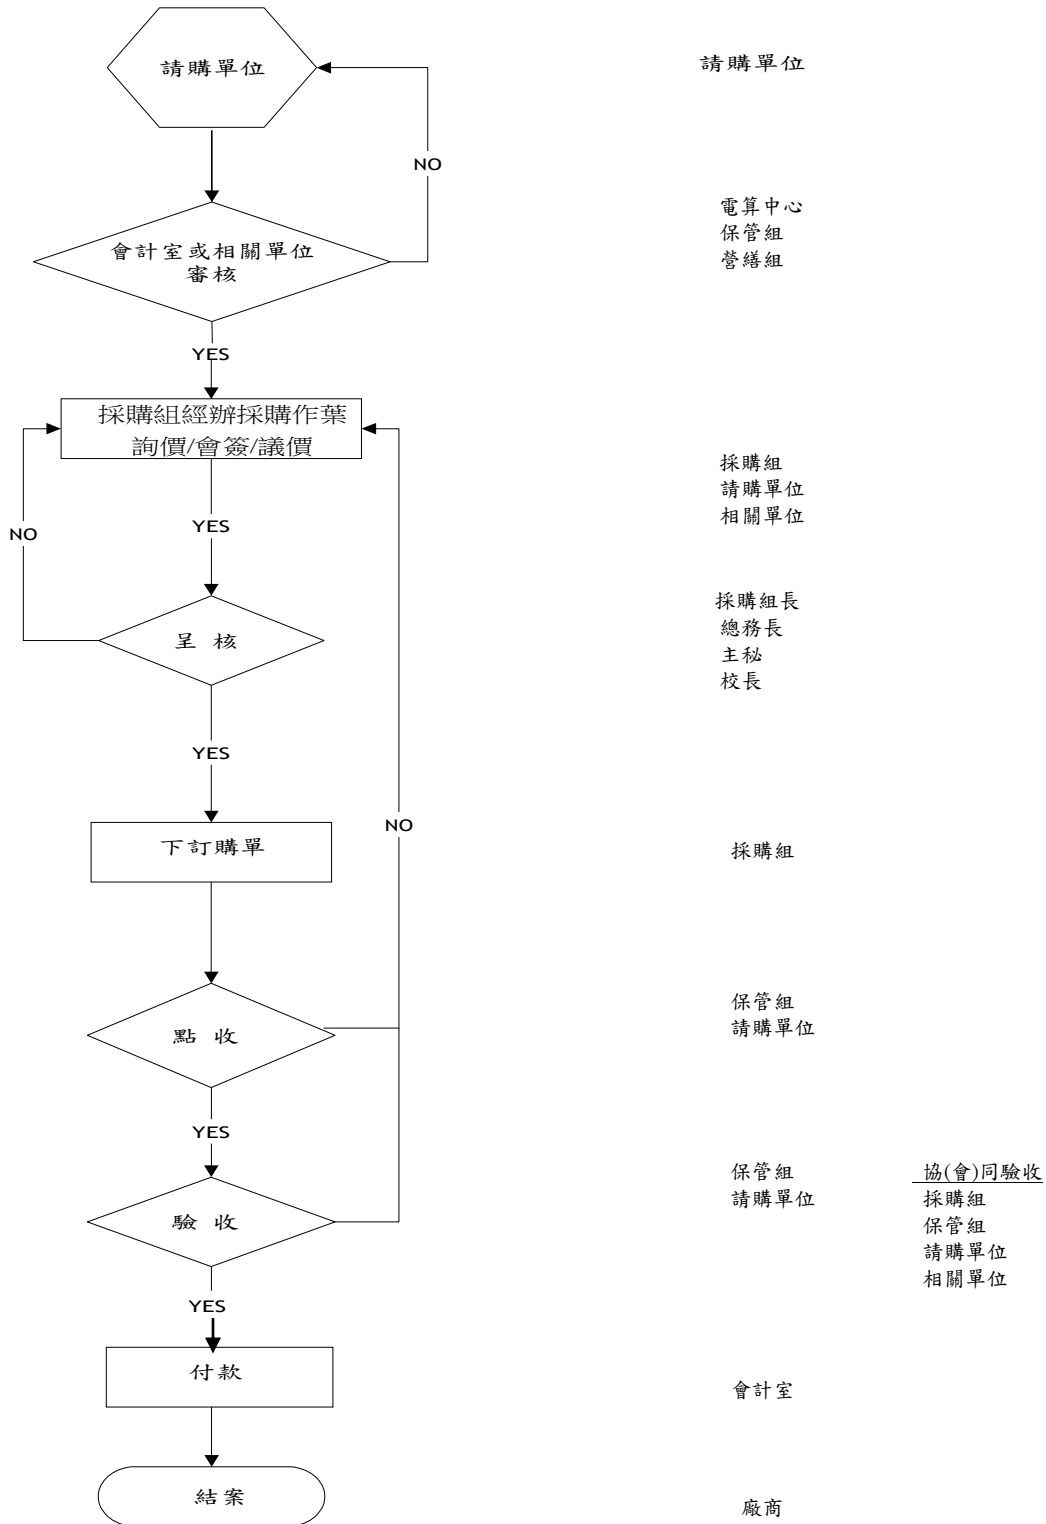 請購單位
請購單位
NO
電算中心
保管組
營繕組
會計室或相關單位
審核
YES
採購組經辦採購作葉
詢價/會簽/議價
採購組
請購單位
相關單位
NO
YES
採購組長
總務長
主秘
校長
呈 核
YES
NO
下訂購單
採購組
保管組
請購單位
點 收
YES
保管組
請購單位
協(會)同驗收
採購組
保管組
請購單位
相關單位
驗 收
YES
付款
會計室
結案
廠商